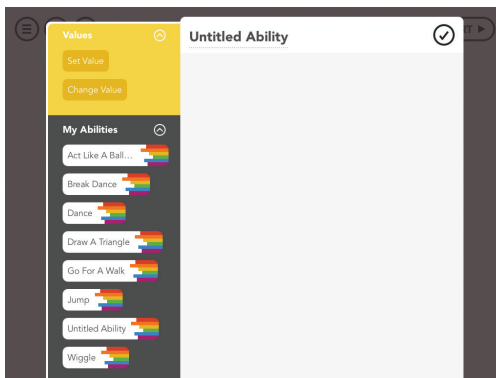 Values
Untitled Ability
RT
Set Value
Change Value
My Abilities
Act Like A Ball...
Break Dance
Dance
Draw A Triangle
Go For A Walk
Jump
Untitled Ability
Wiggle